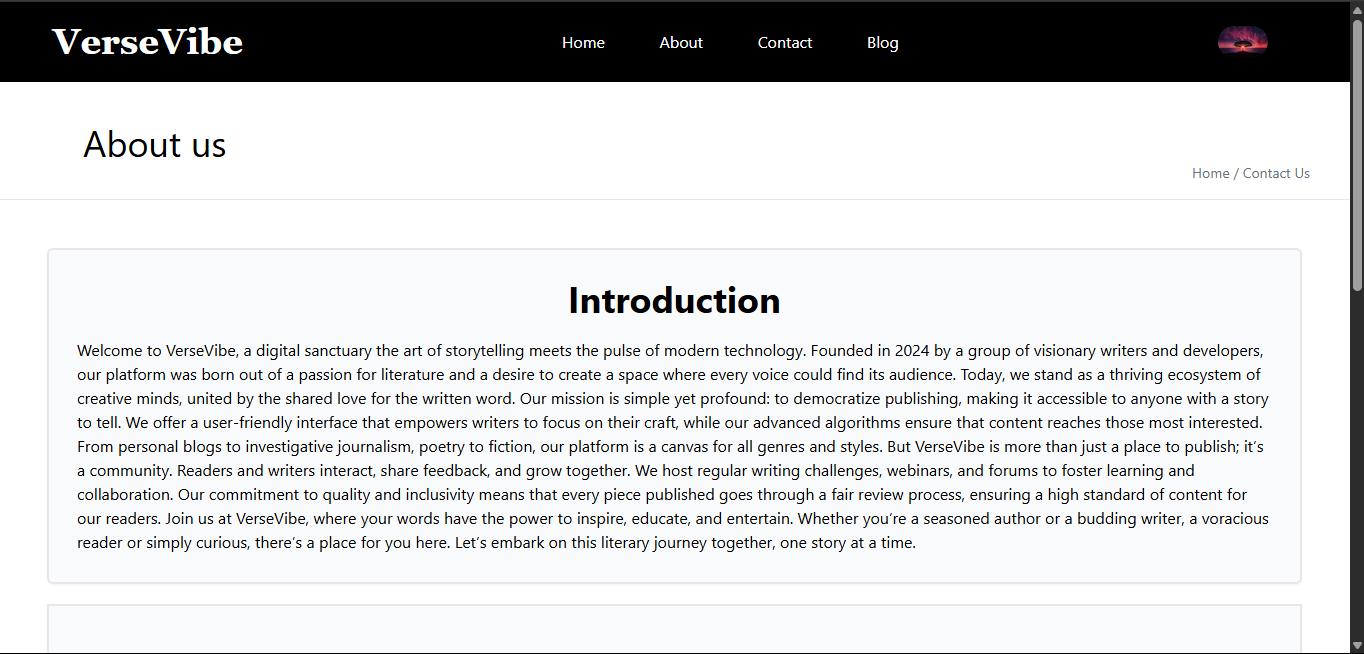 VerseVibe
Home
About
Contact
Blog
About us
Home / Contact Us
Introduction
Welcome to VerseVibe, a digital sanctuary the art of storytelling meets the pulse of modern technology. Founded in 2024 by a group of visionary writers and developers,
our platform was born out of a passion for literature and a desire to create a space where every voice could find its audience. Today, we stand as a thriving ecosystem of
creative minds, united by the shared love for the written word. Our mission is simple yet profound: to democratize publishing, making it accessible to anyone with a story
to tell. We offer a user-friendly interface that empowers writers to focus on their craft, while our advanced algorithms ensure that content reaches those most interested.
From personal blogs to investigative journalism, poetry to fiction, our platform is a canvas for all genres and styles. But VerseVibe is more than just a place to publish; it’s
a community. Readers and writers interact, share feedback, and grow together. We host regular writing challenges, webinars, and forums to foster learning and
collaboration. Our commitment to quality and inclusivity means that every piece published goes through a fair review process, ensuring a high standard of content for
our readers. Join us at VerseVibe, where your words have the power to inspire, educate, and entertain. Whether you’re a seasoned author or a budding writer, a voracious
reader or simply curious, there’s a place for you here. Let’s embark on this literary journey together, one story at a time.